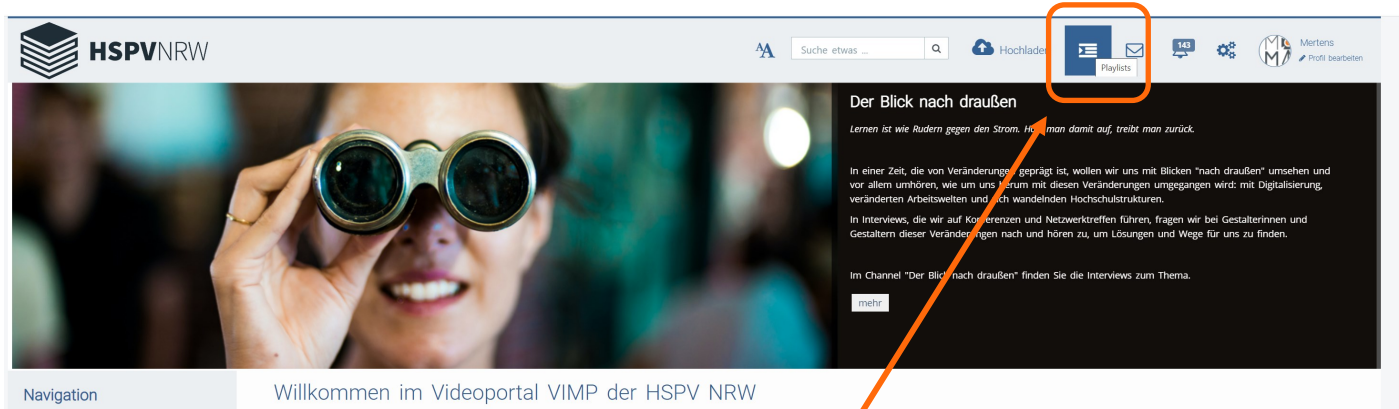 HSPVNRW
AA
Suche etwas ...
Hochladen
143
Mertens
Profil bearbeiten
Playlists
Der Blick nach draußen
Lernen ist wie Rudern gegen den Strom. man damit auf, treibt man zurück.
In einer Zeit, die von Veränderungen geprägt ist, wollen wir uns mit Blicken "nach draußen" umsehen und
vor allem umhören, wie um uns herum mit diesen Veränderungen umgegangen wird: mit Digitalisierung,
veränderten Arbeitswelten und sich wandelnden Hochschulstrukturen.
In Interviews, die wir auf Konferenzen und Netzwerktreffen führen, fragen wir bei Gestalterinnen und
Gestaltern dieser Veränderungen nach und hören zu, um Lösungen und Wege für uns zu finden.
Im Channel "Der Blick nach draußen" finden Sie die Interviews zum Thema.
mehr
Navigation
Willkommen im Videoportal VIMP der HSPV NRW